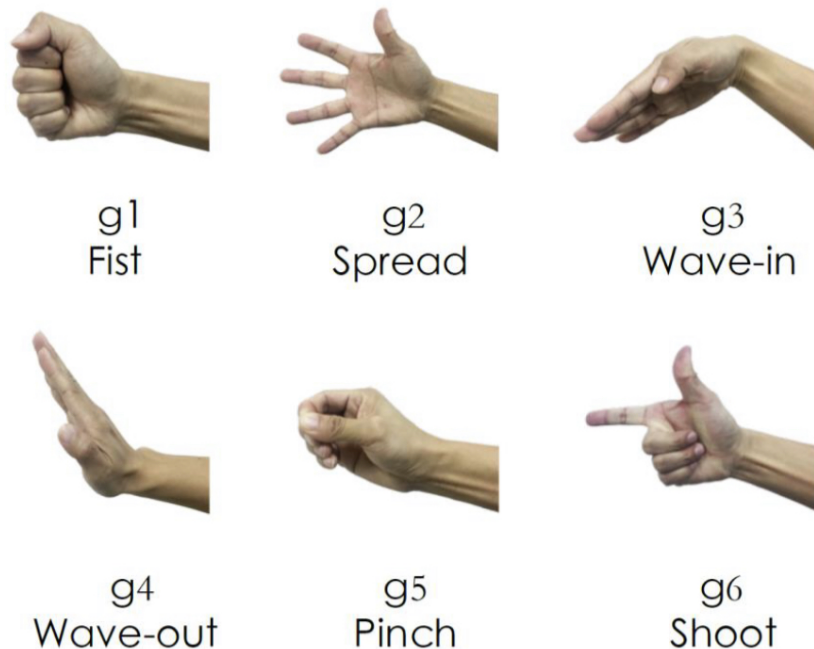 g1
Fist
g2
Spread
g3
Wave-in
g4
Wave-out
g5
Pinch
g6
Shoot